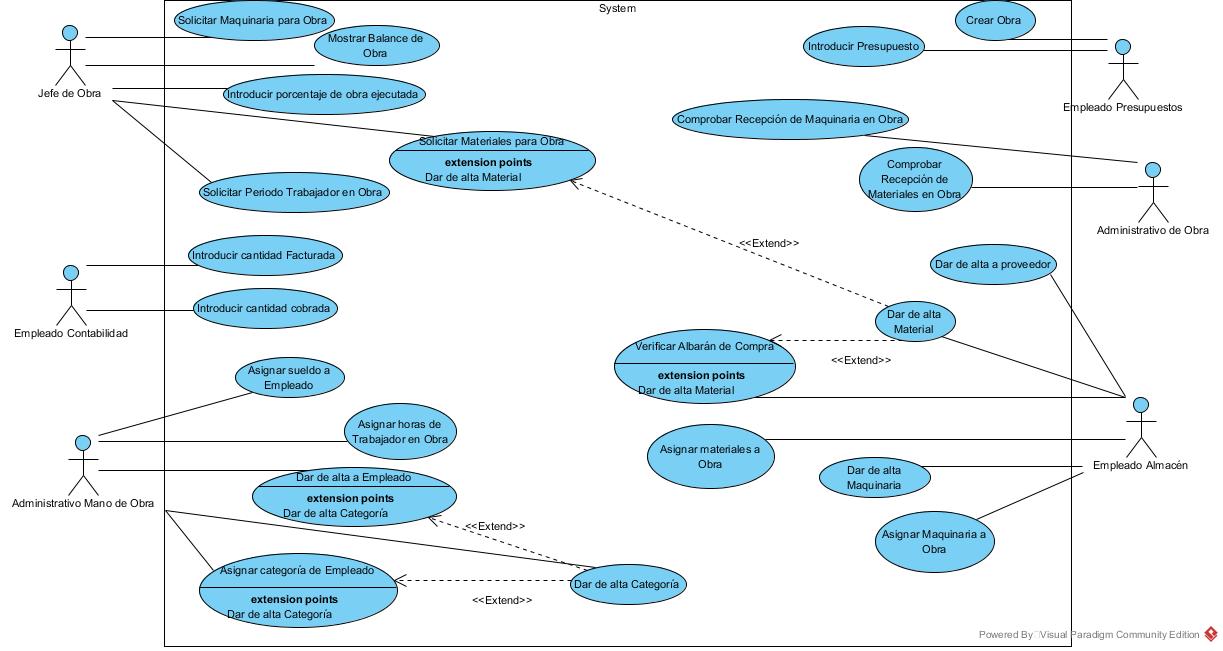 System
Solicitar Maquinaria para Obra
Mostrar Balance de
Obra
Jefe de Obra
Introducir porcentaje de obra ejecutada
Solicitar Materiales para Obra
extension points
Dar de alta Material
Solicitar Periodo Trabajador en Obra
Crear Obra
Introducir Presupuesto
Empleado Presupuestos
Comprobar Recepción de Maquinaria en Obra
Comprobar
Recepción de
Materiales en Obra
Administrativo de Obra
<<Extend>>
Introducir cantidad Facturada
Introducir cantidad cobrada
Empleado Contabilidad
Dar de alta a proveedor
Dar de alta
Material
Verificar Albarán de Compra
extension points
Dar de alta Material
<<Extend>>
Asignar sueldo a
Empleado
Asignar horas de
Trabajador en Obra
Administrativo Mano de Obra
Dar de alta a Empleado
extension points
Dar de alta Categoría
<<Extend>>
Asignar materiales a
Obra
Empleado Almacén
Dar de alta
Maquinaria
Asignar Maquinaria a
Obra
Asignar categoría de Empleado
extension points
Dar de alta Categoría
<<Extend>>
Dar de alta Categoría
Powered By Visual Paradigm Community Edition